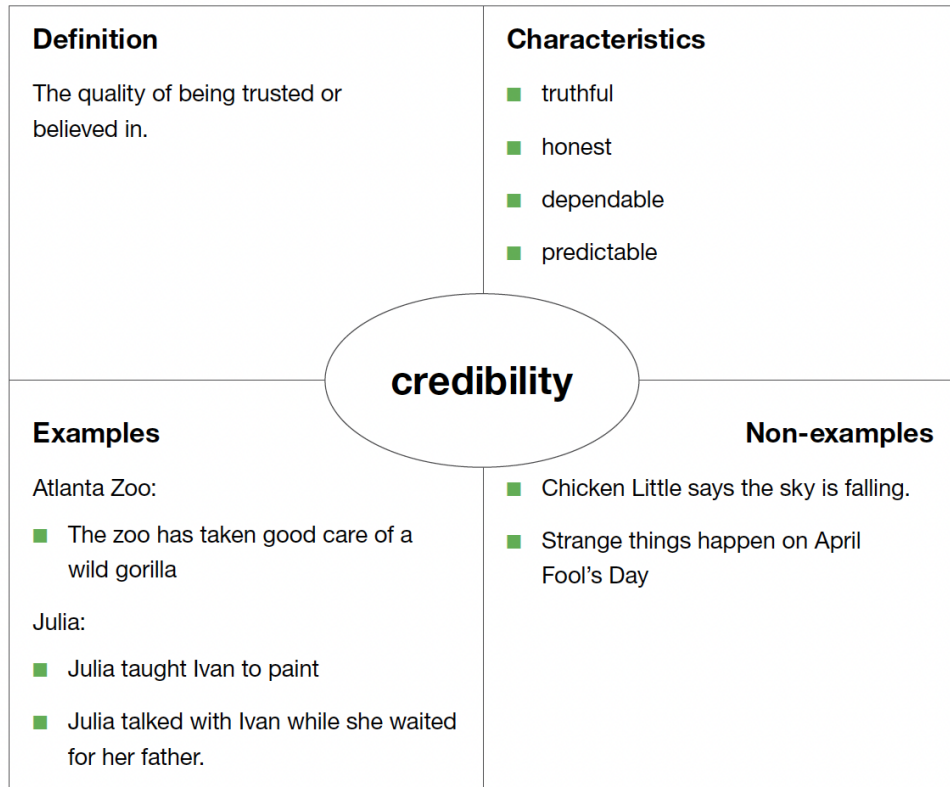 Definition
The quality of being trusted or
believed in.
Characteristics
truthful
honest
dependable
predictable
credibility
Examples
Atlanta Zoo:
The zoo has taken good care of a
wild gorilla
Julia:
Julia taught Ivan to paint
Julia talked with Ivan while she waited
for her father.
Non-examples
Chicken Little says the sky is falling.
Strange things happen on April
Fool’s Day